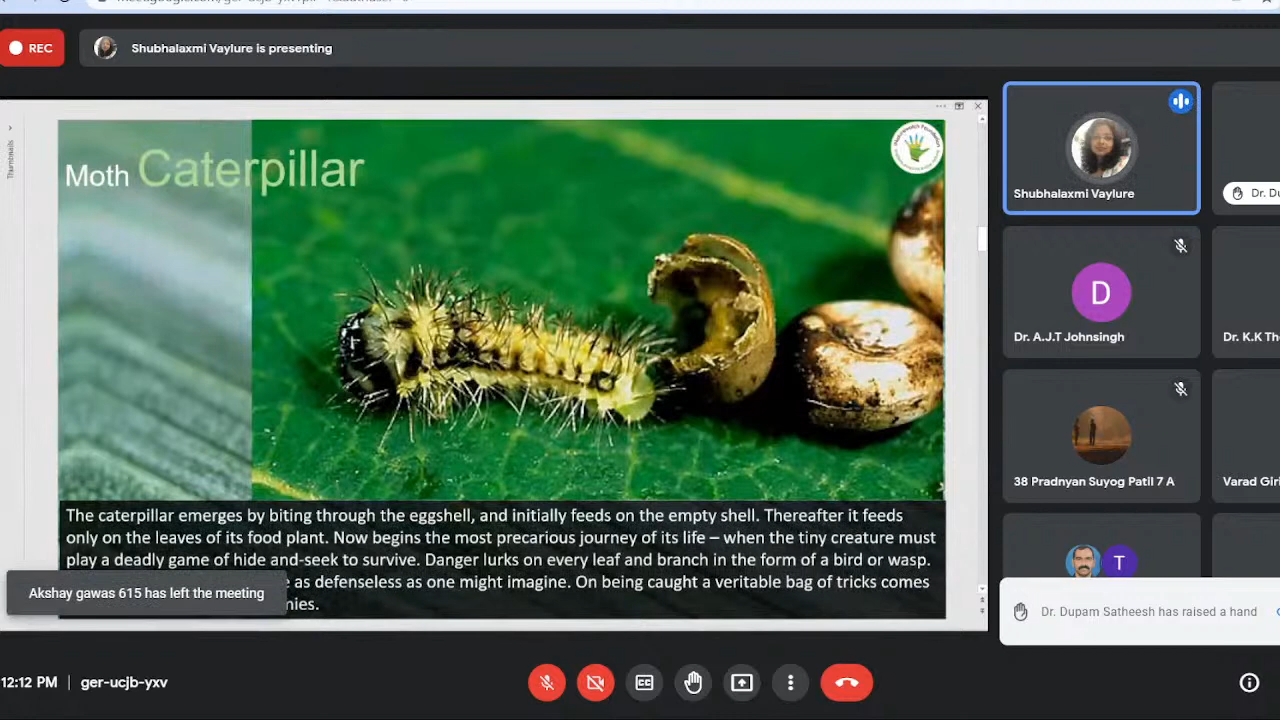 REC
Shubhalaxmi Vaylure is presenting
Thumbnails
Moth Caterpillar
The caterpillar emerges by biting through the eggshell, and initially feeds on the empty shell. Thereafter it feeds
only on the leaves of its food plant. Now begins the most precarious journey of its life – when the tiny creature must
play a deadly game of hide and-seek to survive. Danger lurks on every leaf and branch in the form of a bird or wasp.
as defenseless as one might imagine. On being caught a veritable bag of tricks comes
Akshay gawas 615 has left the meeting
Shubhalaxmi Vaylure
Dr. A.J.T Johnsingh
D
Dr. K.K
38 Pradnyan Suyog Patil 7 A
Varad
T
Dr. Dupam Satheesh has raised a hand
12:12 PM | ger-ucjb-yxv